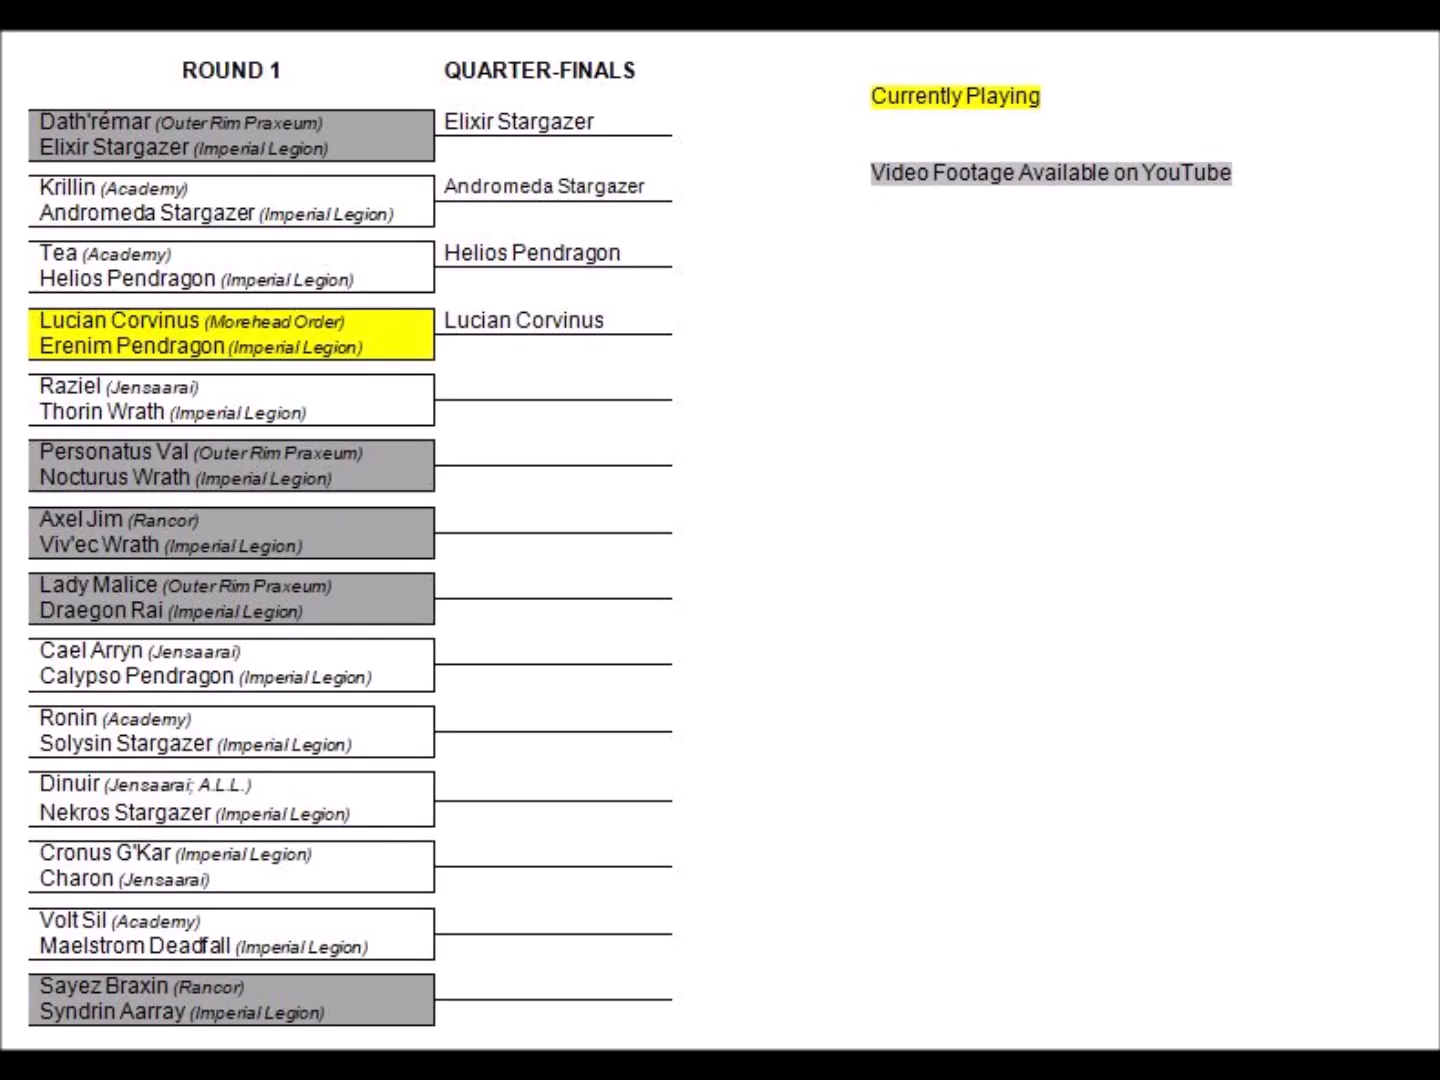 ROUND 1
QUARTER-FINALS
Currently Playing
Video Footage Available on YouTube
Dath'rémar (Outer Rim Praxeum)
Elixir Stargazer (Imperial Legion)
Elixir Stargazer
Krillin (Academy)
Andromeda Stargazer (Imperial Legion)
Andromeda Stargazer
Tea (Academy)
Helios Pendragon (Imperial Legion)
Helios Pendragon
Lucian Corvinus (Morehead Order)
Erenim Pendragon (Imperial Legion)
Lucian Corvinus
Raziel (Jensaarai)
Thorin Wrath (Imperial Legion)
Personatus Val (Outer Rim Praxeum)
Nocturus Wrath (Imperial Legion)
Axel Jim (Rancor)
Viv'ec Wrath (Imperial Legion)
Lady Malice (Outer Rim Praxeum)
Draegon Rai (Imperial Legion)
Cael Arryn (Jensaarai)
Calypso Pendragon (Imperial Legion)
Ronin (Academy)
Solysin Stargazer (Imperial Legion)
Dinuir (Jensaarai; A.L.L.)
Nekros Stargazer (Imperial Legion)
Cronus G'Kar (Imperial Legion)
Charon (Jensaarai)
Volt Sil (Academy)
Maelstrom Deadfall (Imperial Legion)
Sayez Braxin (Rancor)
Syndrin Aarray (Imperial Legion)